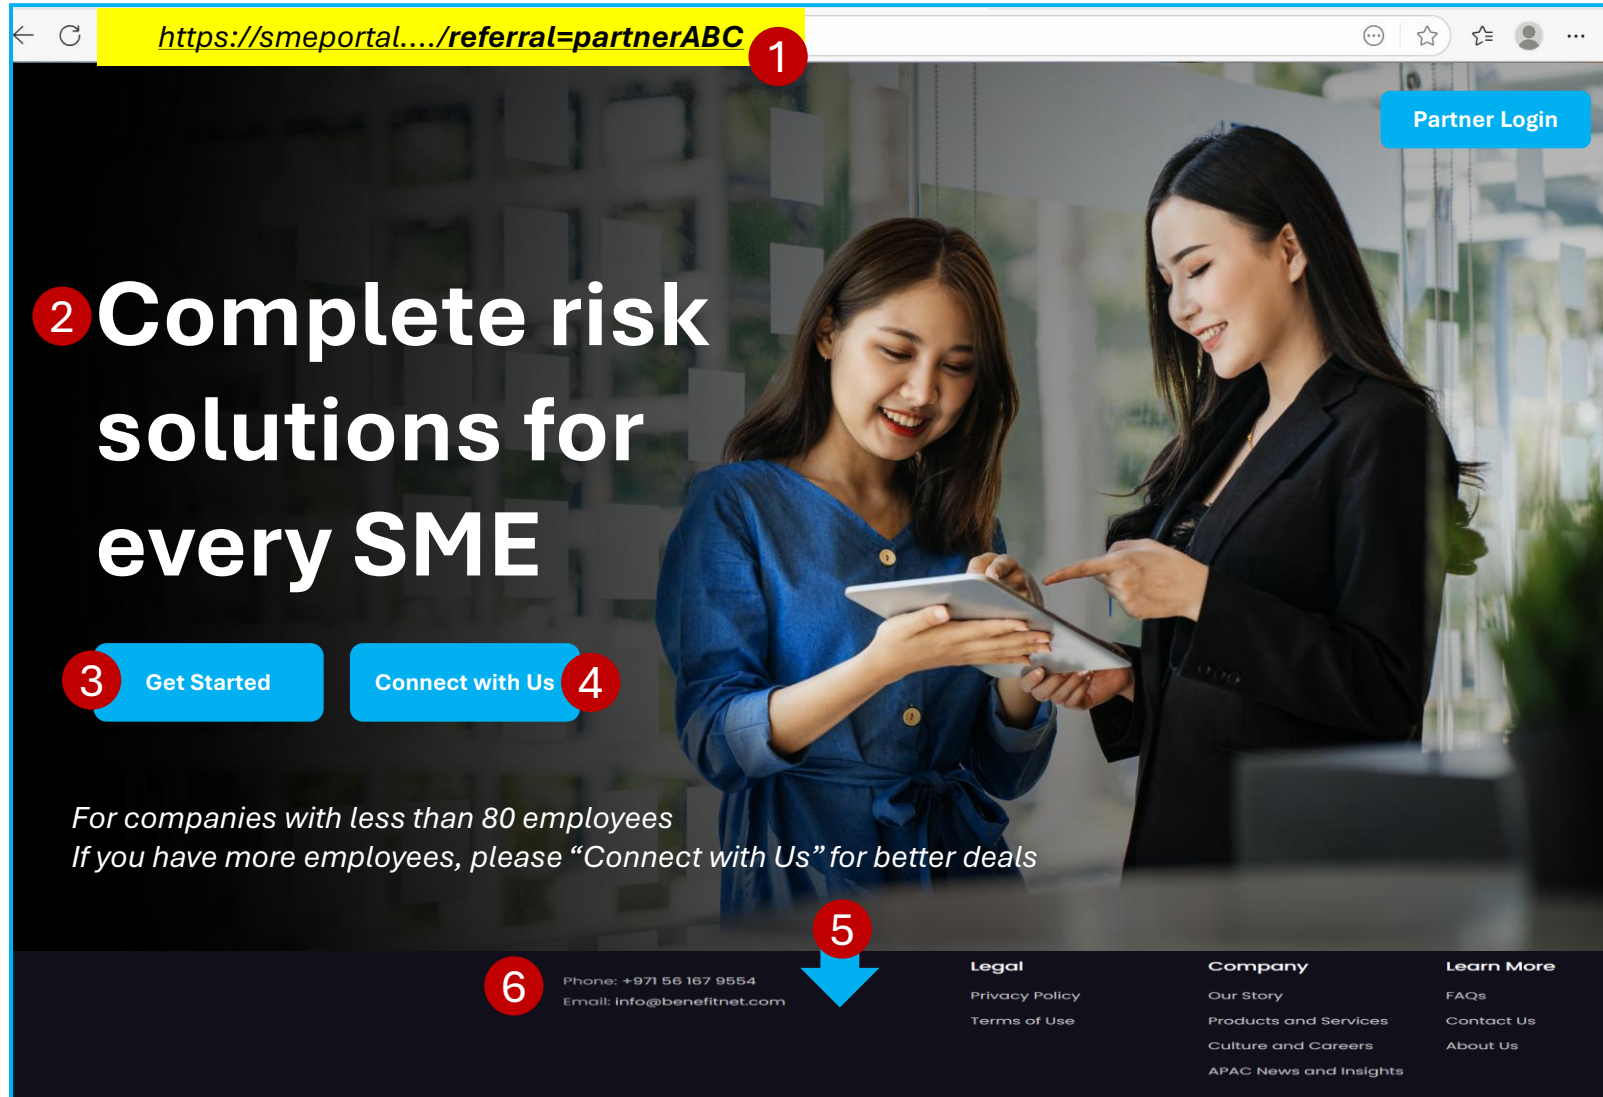 https://smeportal..../referral=partnerABC
1
Partner Login
2
Complete risk
solutions for
every SME
3
Get Started
Connect with Us
4
For companies with less than 80 employees
If you have more employees, please “Connect with Us” for better deals
5
6
Phone: +971 56 167 9554
Email: info@benefitnet.com
Legal
Privacy Policy
Terms of Use
Company
Our Story
Products and Services
Culture and Careers
APAC News and Insights
Learn More
FAQs
Contact Us
About Us